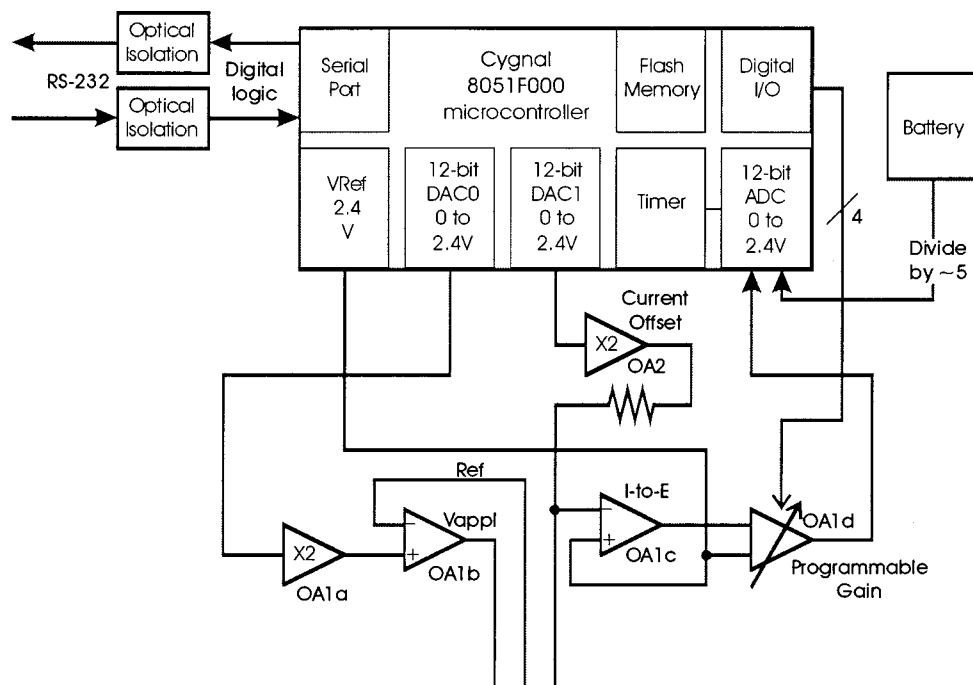 Optical
Isolation
RS-232
Digital
logic
Optical
Isolation
Serial
Port
Cygnal
8051F000
microcontroller
Flash
Memory
Digital
I/O
Battery
VRef
2.4
V
12-bit
DAC0
0 to
2.4V
12-bit
DAC1
0 to
2.4V
Timer
12-bit
ADC
0 to
2.4V
4
Divide
by ~5
Current
Offset
X2
OA2
Ref
I-to-E
Vappl
OA1d
X2
−
+
−
+
OA1a
OA1b
OA1c
Programmable
Gain